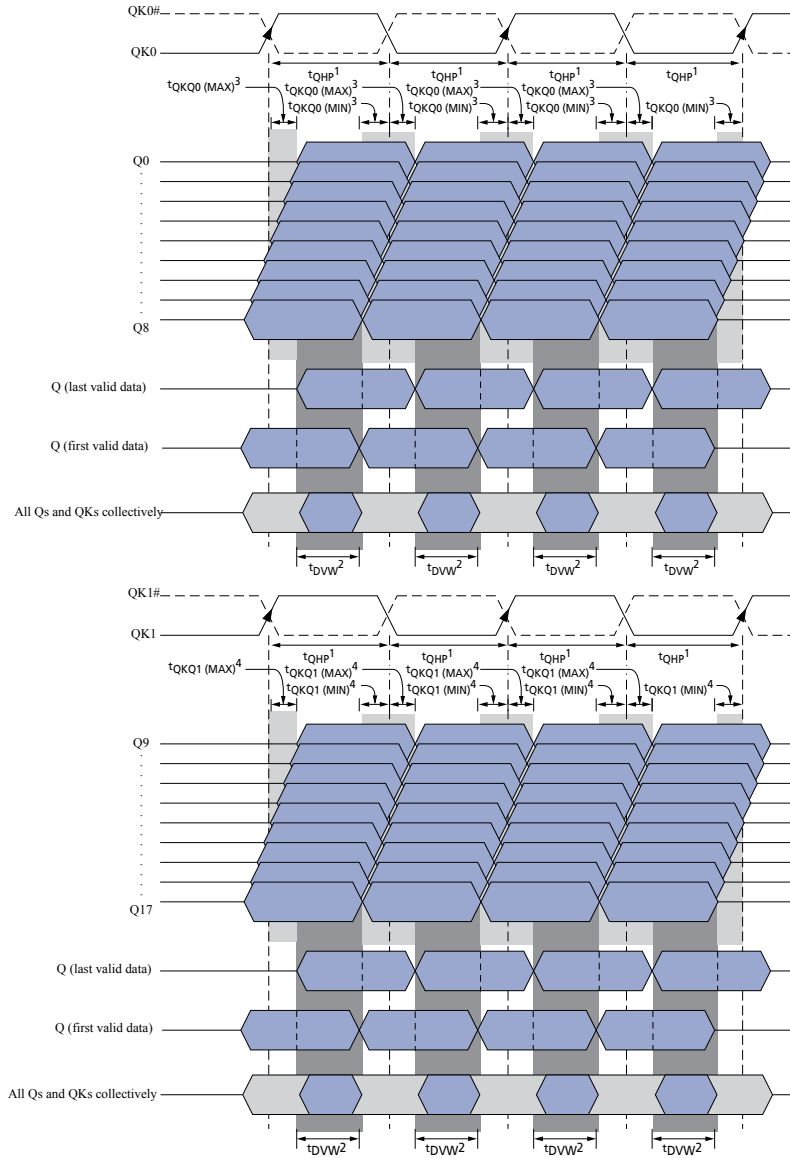 QK0#
QK0
tQHP1 tQHP1 tQHP1 tQHP1
tQKQ0 (MAX)3 tQKQ0 (MAX)3 tQKQ0 (MAX)3 tQKQ0 (MAX)3
tQKQ0 (MIN)3 tQKQ0 (MIN)3 tQKQ0 (MIN)3 tQKQ0 (MIN)3
Q0
Q8
Q (last valid data)
Q (first valid data)
All Qs and QKs collectively
tDVW2 tDVW2 tDVW2 tDVW2
QK1#
QK1
tQHP1 tQHP1 tQHP1 tQHP1
tQKQ1 (MAX)4 tQKQ1 (MAX)4 tQKQ1 (MAX)4 tQKQ1 (MAX)4
tQKQ1 (MIN)4 tQKQ1 (MIN)4 tQKQ1 (MIN)4 tQKQ1 (MIN)4
Q9
Q17
Q (last valid data)
Q (first valid data)
All Qs and QKs collectively
tDVW2 tDVW2 tDVW2 tDVW2